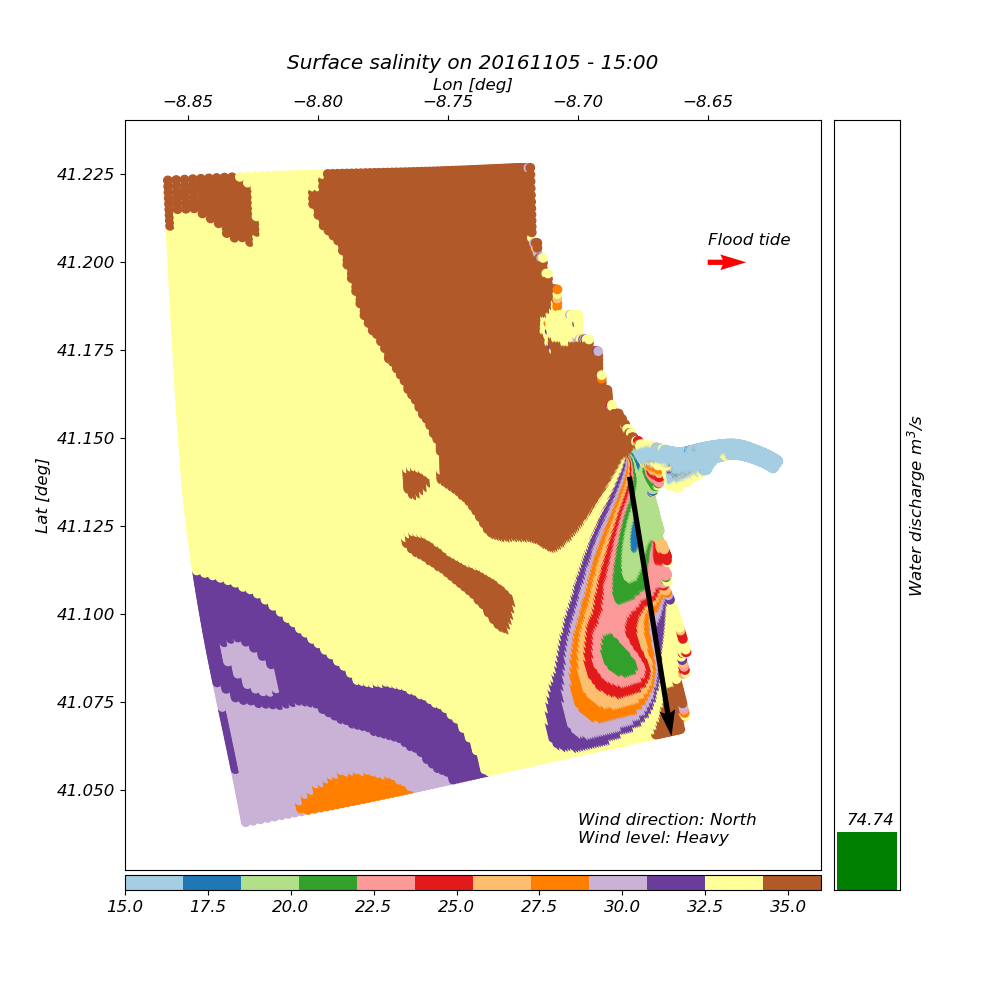 Surface salinity on 20161105 - 15:00
Lon [deg]
−8.85 −8.80 −8.75 −8.70 −8.65
41.225
41.200
41.175
41.150
41.125
41.100
41.075
41.050
Lat [deg]
Flood tide
Wind direction: North
Wind level: Heavy
74.74
Water discharge m³/s
15.0 17.5 20.0 22.5 25.0 27.5 30.0 32.5 35.0